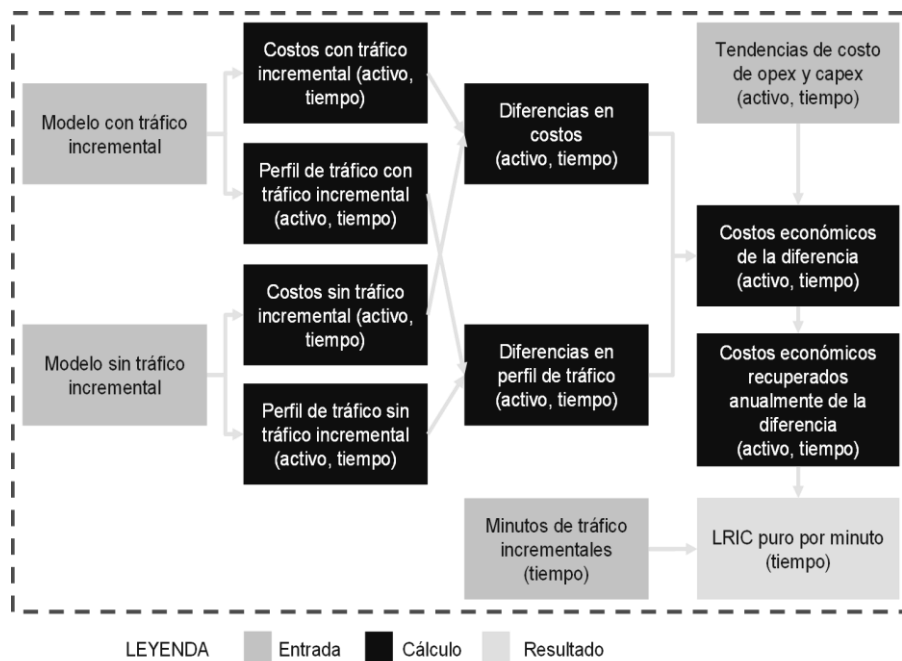 Modelo con tráfico
incremental
Modelo sin tráfico
incremental
Costos con tráfico
incremental (activo,
tiempo)
Perfil de tráfico con
tráfico incremental
(activo, tiempo)
Costos sin tráfico
incremental (activo,
tiempo)
Perfil de tráfico sin
tráfico incremental
(activo, tiempo)
Diferencias en
costos
(activo, tiempo)
Diferencias en
perfil de tráfico
(activo, tiempo)
Minutos de tráfico
incrementales
(tiempo)
Tendencias de costo
de opex y capex
(activo, tiempo)
Costos económicos
de la diferencia
(activo, tiempo)
Costos económicos
recuperados
anualmente de la
diferencia
(activo, tiempo)
LRIC puro por minuto
(tiempo)
LEYENDA Entrada Cálculo Resultado